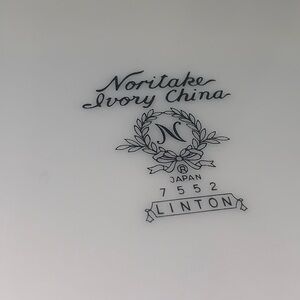 Noritake
Ivory China
N
®
JAPAN
7552
LINTON